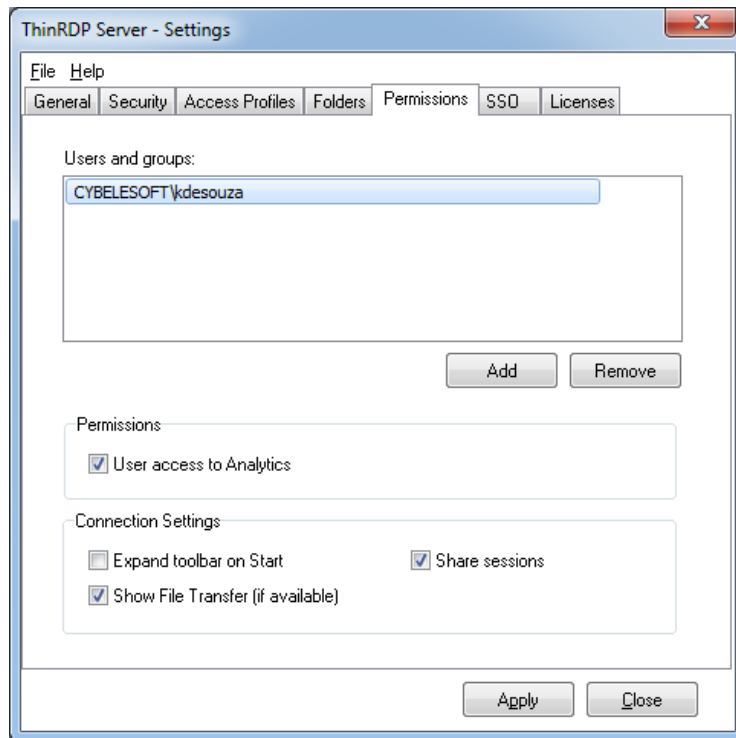 ThinRDP Server - Settings
File Help
General Security Access Profiles Folders Permissions SSO Licenses
Users and groups:
CYBELESOFT\kdesouza
Add Remove
Permissions
User access to Analytics
Connection Settings
Expand toolbar on Start Share sessions
Show File Transfer (if available)
Apply Close